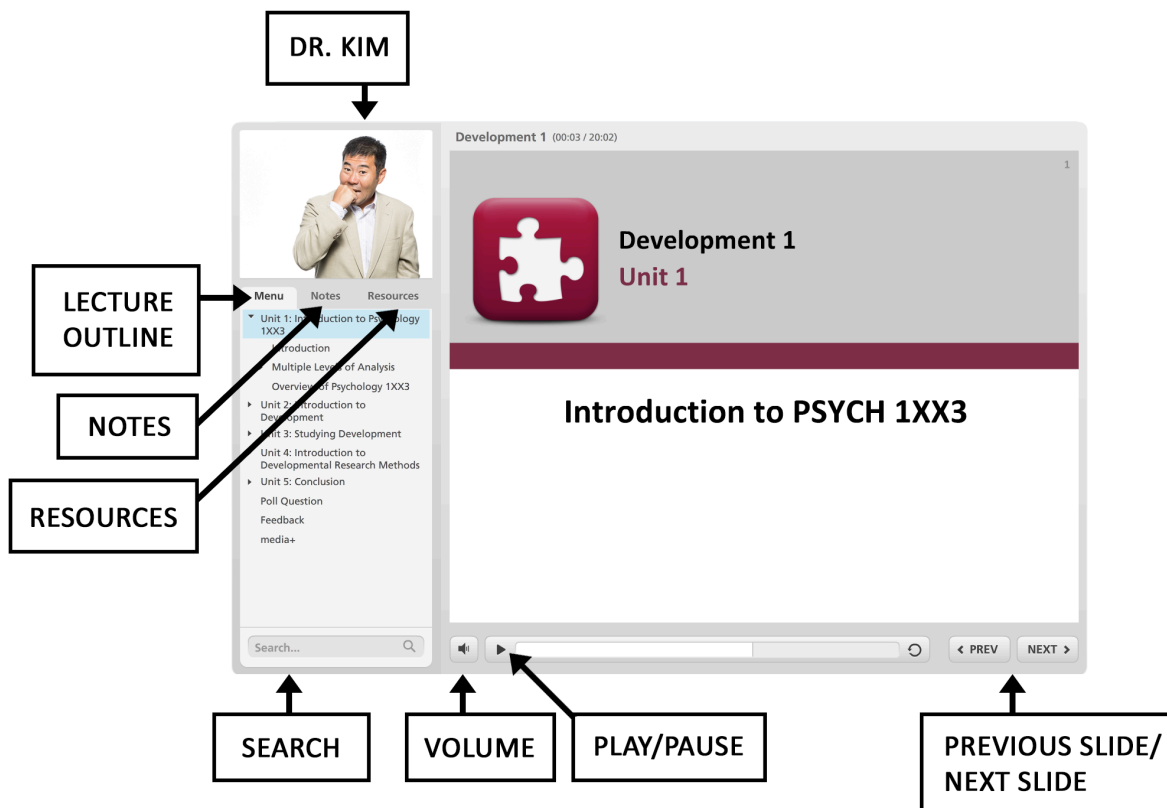 DR. KIM
Development 1 (00:03 / 20:02)
1
Development 1
Unit 1
LECTURE
OUTLINE
Menu
Notes
Resources
Unit 1: Introduction to Psychology
1XX3
Introduction
Multiple Levels of Analysis
Overview of Psychology 1XX3
Unit 2: Introduction to
Development
Unit 3: Studying Development
Unit 4: Introduction to
Developmental Research Methods
Unit 5: Conclusion
Poll Question
Feedback
media+
NOTES
RESOURCES
Introduction to PSYCH 1XX3
Search...
< PREV
NEXT >
SEARCH
VOLUME
PLAY/PAUSE
PREVIOUS SLIDE/
NEXT SLIDE